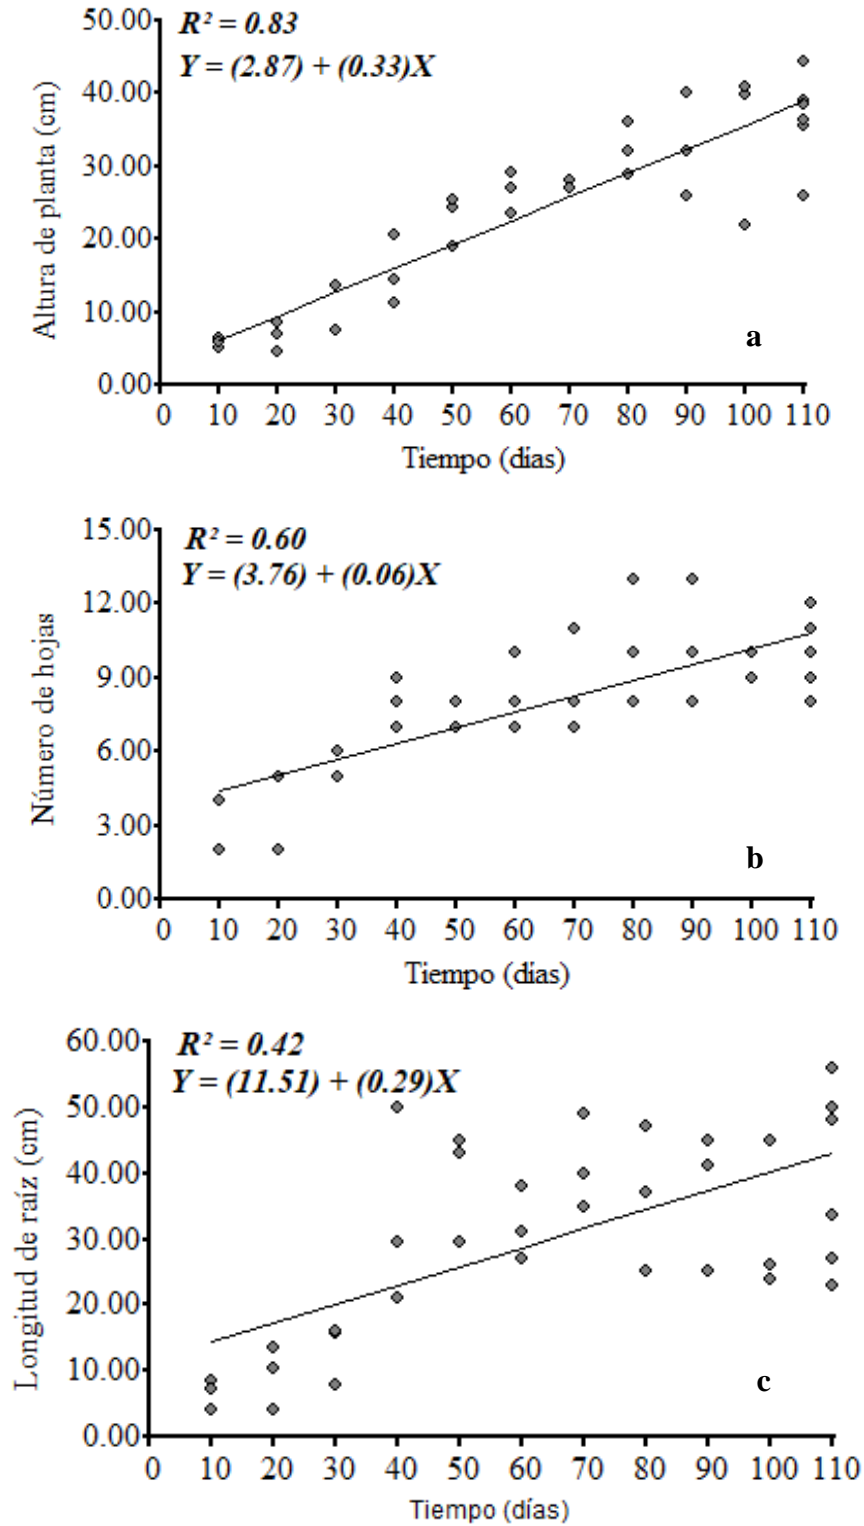 R² = 0.83
Y = (2.87) + (0.33)X
50.00
40.00
30.00
20.00
10.00
0.00
Altura de planta (cm)
a
0 10 20 30 40 50 60 70 80 90 100 110
Tiempo (días)
R² = 0.60
Y = (3.76) + (0.06)X
15.00
12.00
9.00
6.00
3.00
0.00
Número de hojas
b
0 10 20 30 40 50 60 70 80 90 100 110
Tiempo (días)
R² = 0.42
Y = (11.51) + (0.29)X
60.00
50.00
40.00
30.00
20.00
10.00
0.00
Longitud de raíz (cm)
c
0 10 20 30 40 50 60 70 80 90 100 110
Tiempo (días)